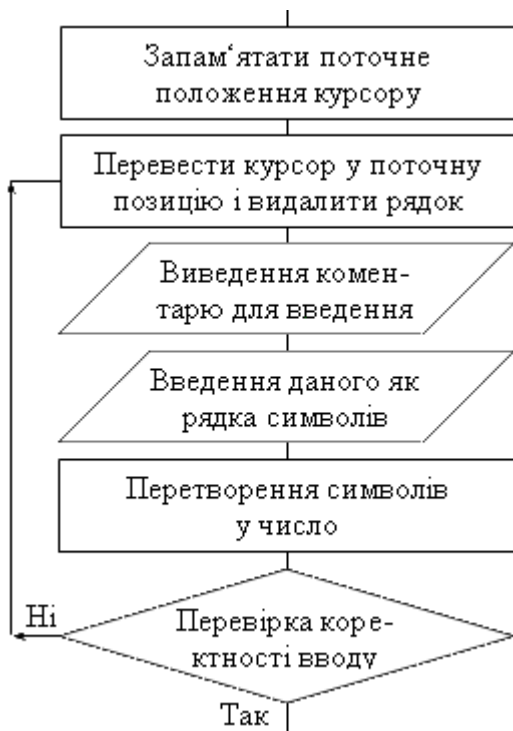 Запам‘ятати поточне
положення курсору
Перевести курсор у поточну
позицію і видалити рядок
Виведення комен-
тарю для введення
Введення даного як
рядка символів
Перетворення символів
у число
Ні
Перевірка коре-
ктності вводу
Так